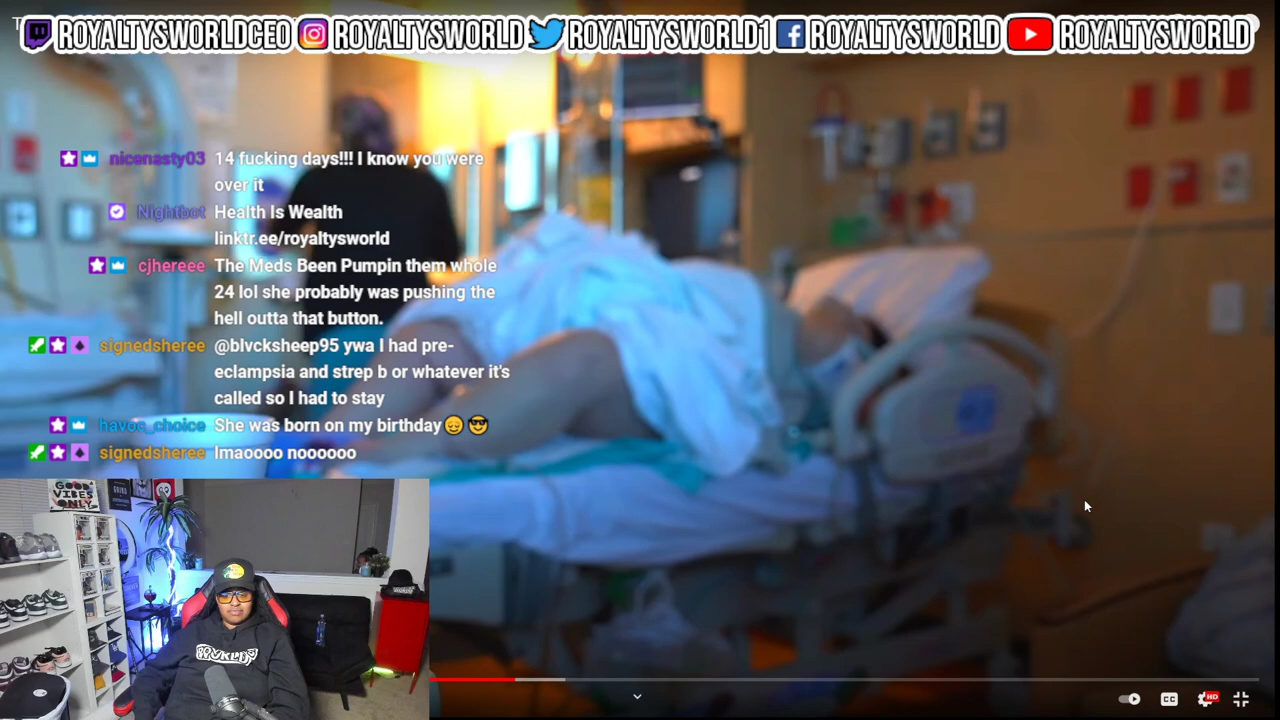 ROYALTYSWORLDCEO ROYALTYSWORLD ROYALTYSWORLD1 ROYALTYSWORLD ROYALTYSWORLD
nicenasty03 14 fucking days!!! I know you were
over it
Nightbot Health Is Wealth
linktr.ee/royaltysworld
cjhereee The Meds Been Pumpin them whole
24 lol she probably was pushing the
hell outta that button.
signedsheree @blvcksheep95 ywa I had pre-
eclampsia and strep b or whatever it's
called so I had to stay
havoc_choice She was born on my birthday😌😎
signedsheree lmaoooo noooooo
GOOD
VIBES
ONLY
CC
HD